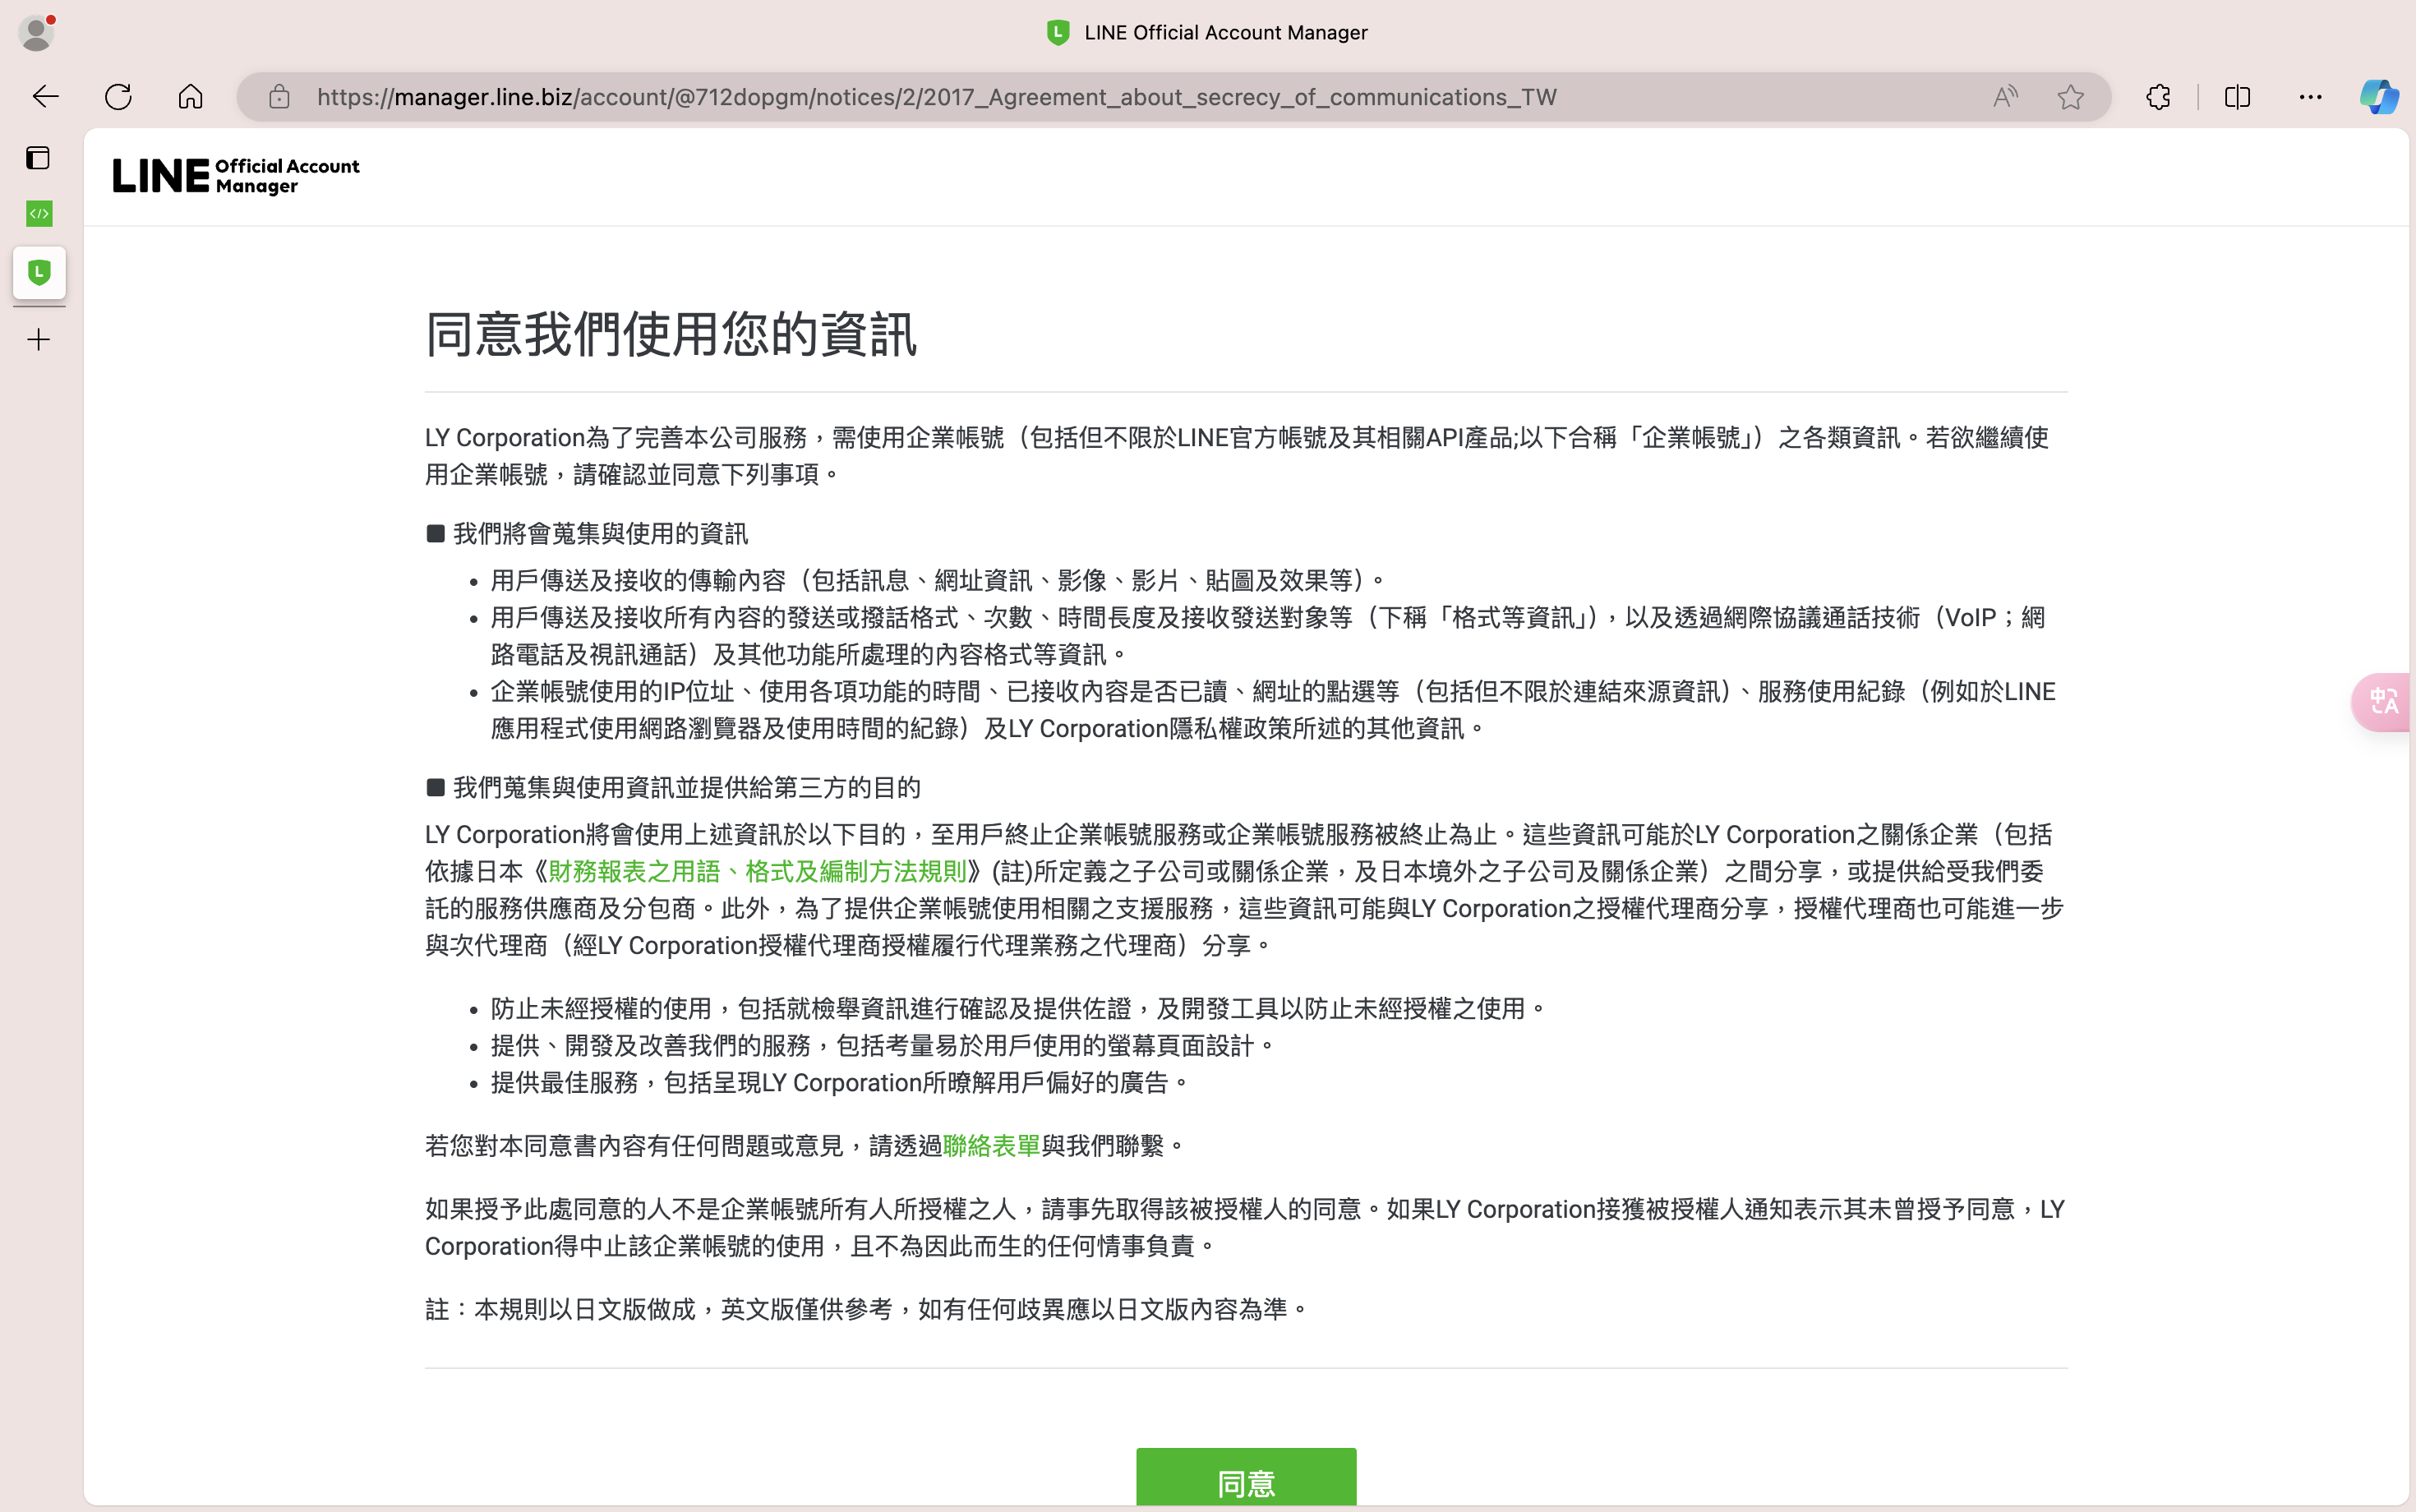 LINE Official Account Manager
https://manager.line.biz/account/@712dopgm/notices/2/2017_Agreement_about_secrecy_of_communications_TW
LINE Official Account
Manager
同意我們使用您的資訊
LY Corporation為了完善本公司服務，需使用企業帳號（包括但不限於LINE官方帳號及其相關API產品;以下合稱「企業帳號」）之各類資訊。若欲繼續使
用企業帳號，請確認並同意下列事項。
■ 我們將會蒐集與使用的資訊
• 用戶傳送及接收的傳輸內容（包括訊息、網址資訊、影像、影片、貼圖及效果等）。
• 用戶傳送及接收所有內容的發送或撥話格式、次數、時間長度及接收發送對象等（下稱「格式等資訊」），以及透過網際協議通話技術（VoIP；網
路電話及視訊通話）及其他功能所處理的內容格式等資訊。
• 企業帳號使用的IP位址、使用各項功能的時間、已接收內容是否已讀、網址的點選等（包括但不限於連結來源資訊）、服務使用紀錄（例如於LINE
應用程式使用網路瀏覽器及使用時間的紀錄）及LY Corporation隱私權政策所述的其他資訊。
■ 我們蒐集與使用資訊並提供給第三方的目的
LY Corporation將會使用上述資訊於以下目的，至用戶終止企業帳號服務或企業帳號服務被終止為止。這些資訊可能於LY Corporation之關係企業（包括
依據日本《財務報表之用語、格式及編制方法規則》(註)所定義之子公司或關係企業，及日本境外之子公司及關係企業）之間分享，或提供給受我們委
託的服務供應商及分包商。此外，為了提供企業帳號使用相關之支援服務，這些資訊可能與LY Corporation之授權代理商分享，授權代理商也可能進一步
與次代理商（經LY Corporation授權代理商授權履行代理業務之代理商）分享。
• 防止未經授權的使用，包括就檢舉資訊進行確認及提供佐證，及開發工具以防止未經授權之使用。
• 提供、開發及改善我們的服務，包括考量易於用戶使用的螢幕頁面設計。
• 提供最佳服務，包括呈現LY Corporation所暸解用戶偏好的廣告。
若您對本同意書內容有任何問題或意見，請透過聯絡表單與我們聯繫。
如果授予此處同意的人不是企業帳號所有人所授權之人，請事先取得該被授權人的同意。如果LY Corporation接獲被授權人通知表示其未曾授予同意，LY
Corporation得中止該企業帳號的使用，且不為因此而生的任何情事負責。
註：本規則以日文版做成，英文版僅供參考，如有任何歧異應以日文版內容為準。
同意